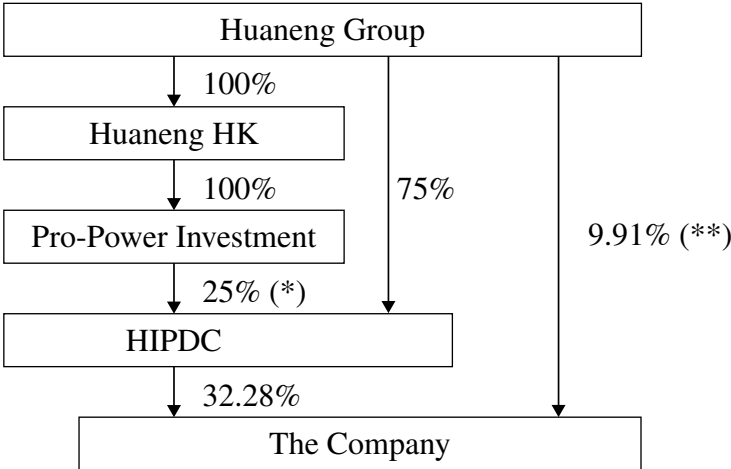 Huaneng Group
100%
Huaneng HK
100%
75%
Pro-Power Investment
9.91% (**)
25% (*)
HIPDC
32.28%
The Company